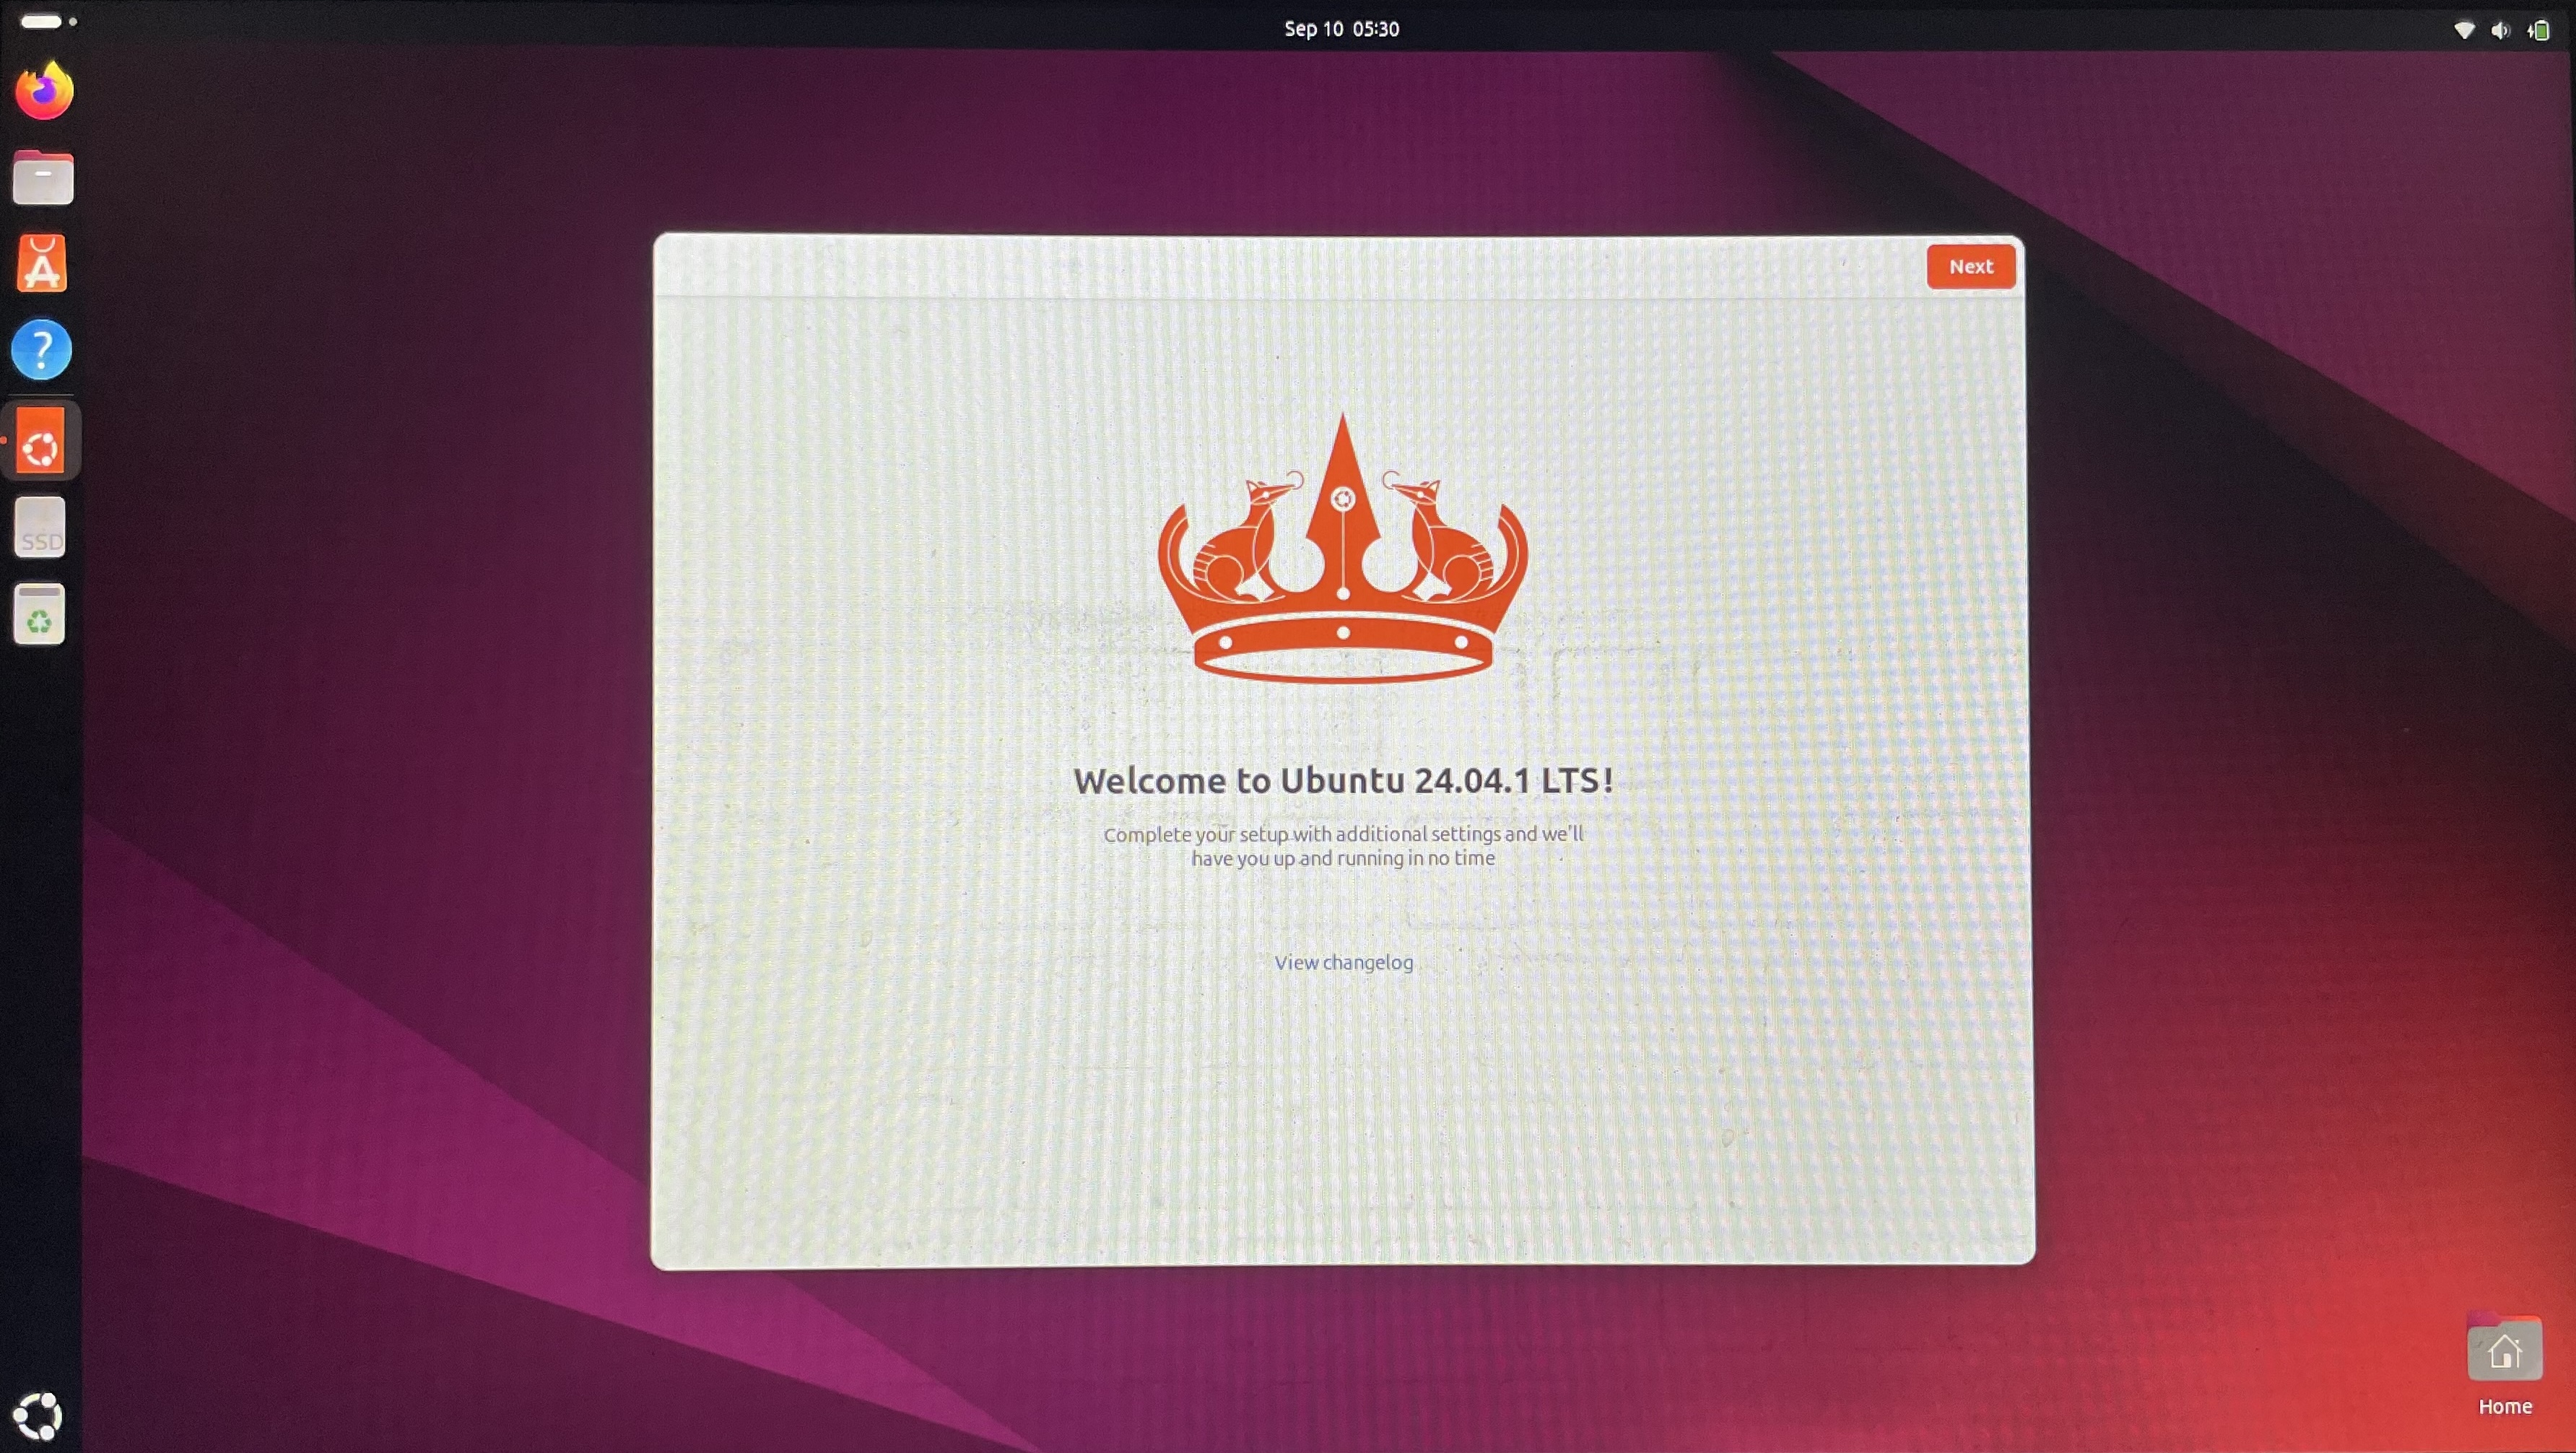 Sep 10 05:30
Next
SSD
Welcome to Ubuntu 24.04.1 LTS!
Complete your setup with additional settings and we'll
have you up and running in no time
View changelog
Home